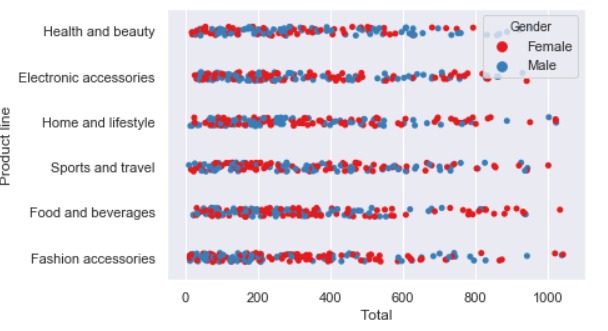 Product line
Health and beauty
Electronic accessories
Home and lifestyle
Sports and travel
Food and beverages
Fashion accessories
Gender
Female
Male
0 200 400 600 800 1000
Total